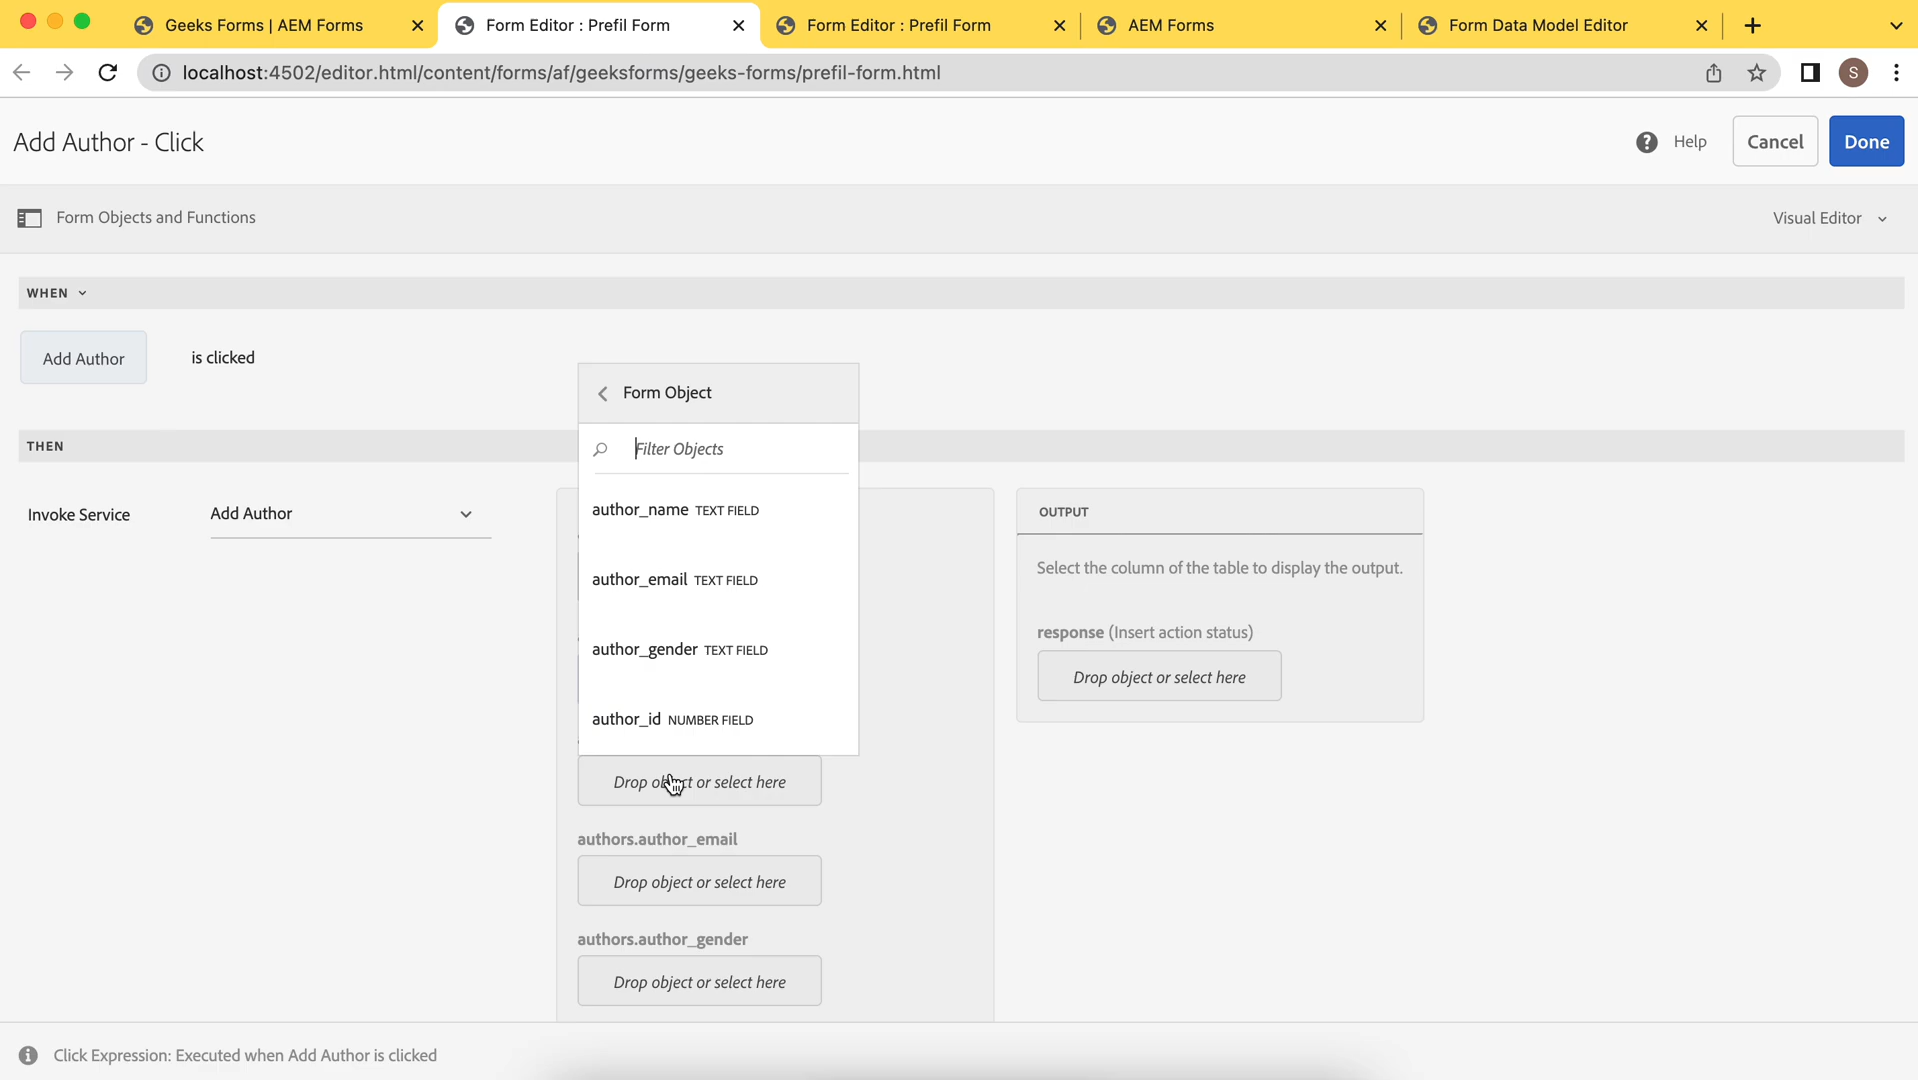 Geeks Forms | AEM Forms
Form Editor : Prefil Form
Form Editor : Prefil Form
AEM Forms
Form Data Model Editor
localhost:4502/editor.html/content/forms/af/geeksforms/geeks-forms/prefil-form.html
S
Add Author - Click
Help
Cancel
Done
Form Objects and Functions
Visual Editor
WHEN
Add Author
is clicked
THEN
Invoke Service
Add Author
Form Object
Filter Objects
author_name TEXT FIELD
author_email TEXT FIELD
author_gender TEXT FIELD
author_id NUMBER FIELD
Drop object or select here
authors.author_email
Drop object or select here
authors.author_gender
Drop object or select here
OUTPUT
Select the column of the table to display the output.
response (Insert action status)
Drop object or select here
Click Expression: Executed when Add Author is clicked